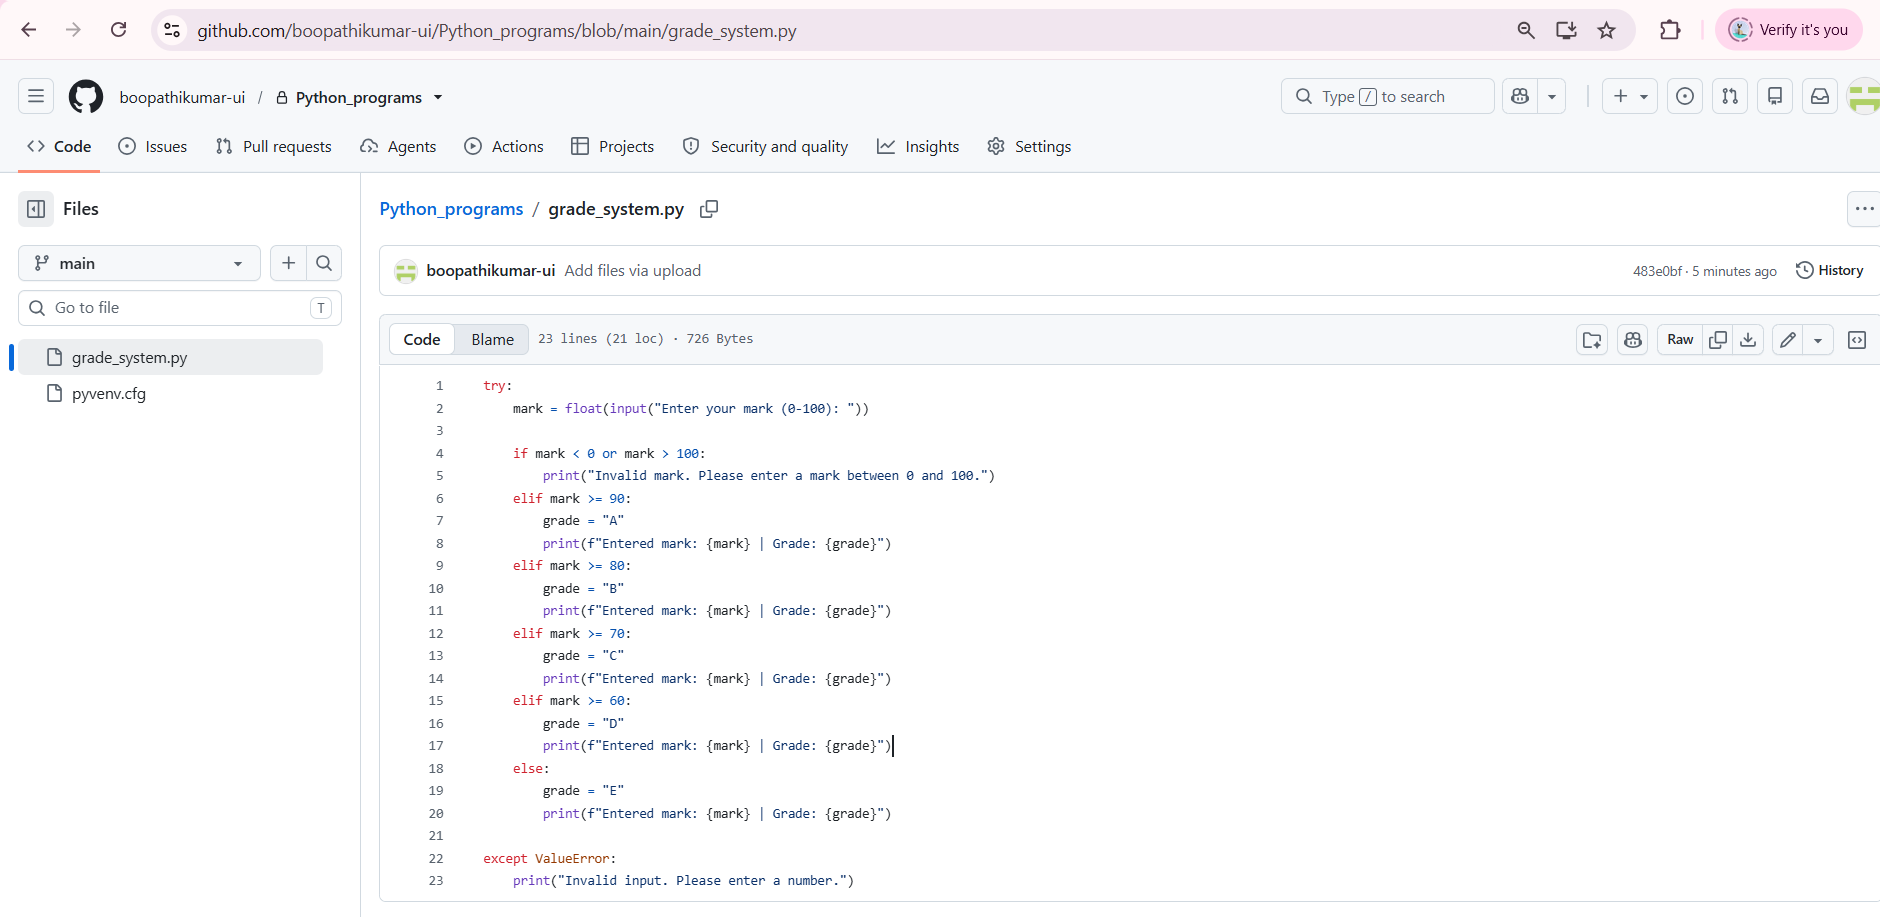 github.com/boopathikumar-ui/Python_programs/blob/main/grade_system.py
Verify it's you
boopathikumar-ui / Python_programs
Type / to search
Code
Issues
Pull requests
Agents
Actions
Projects
Security and quality
Insights
Settings
Files
main
Go to file
T
grade_system.py
pyvenv.cfg
Python_programs / grade_system.py
boopathikumar-ui Add files via upload
483e0bf · 5 minutes ago
History
Code
Blame
23 lines (21 loc) · 726 Bytes
Raw
1 try:
2     mark = float(input("Enter your mark (0-100): "))
3
4     if mark < 0 or mark > 100:
5         print("Invalid mark. Please enter a mark between 0 and 100.")
6     elif mark >= 90:
7         grade = "A"
8         print(f"Entered mark: {mark} | Grade: {grade}")
9     elif mark >= 80:
10         grade = "B"
11         print(f"Entered mark: {mark} | Grade: {grade}")
12     elif mark >= 70:
13         grade = "C"
14         print(f"Entered mark: {mark} | Grade: {grade}")
15     elif mark >= 60:
16         grade = "D"
17         print(f"Entered mark: {mark} | Grade: {grade}")
18     else:
19         grade = "E"
20         print(f"Entered mark: {mark} | Grade: {grade}")
21
22 except ValueError:
23     print("Invalid input. Please enter a number.")